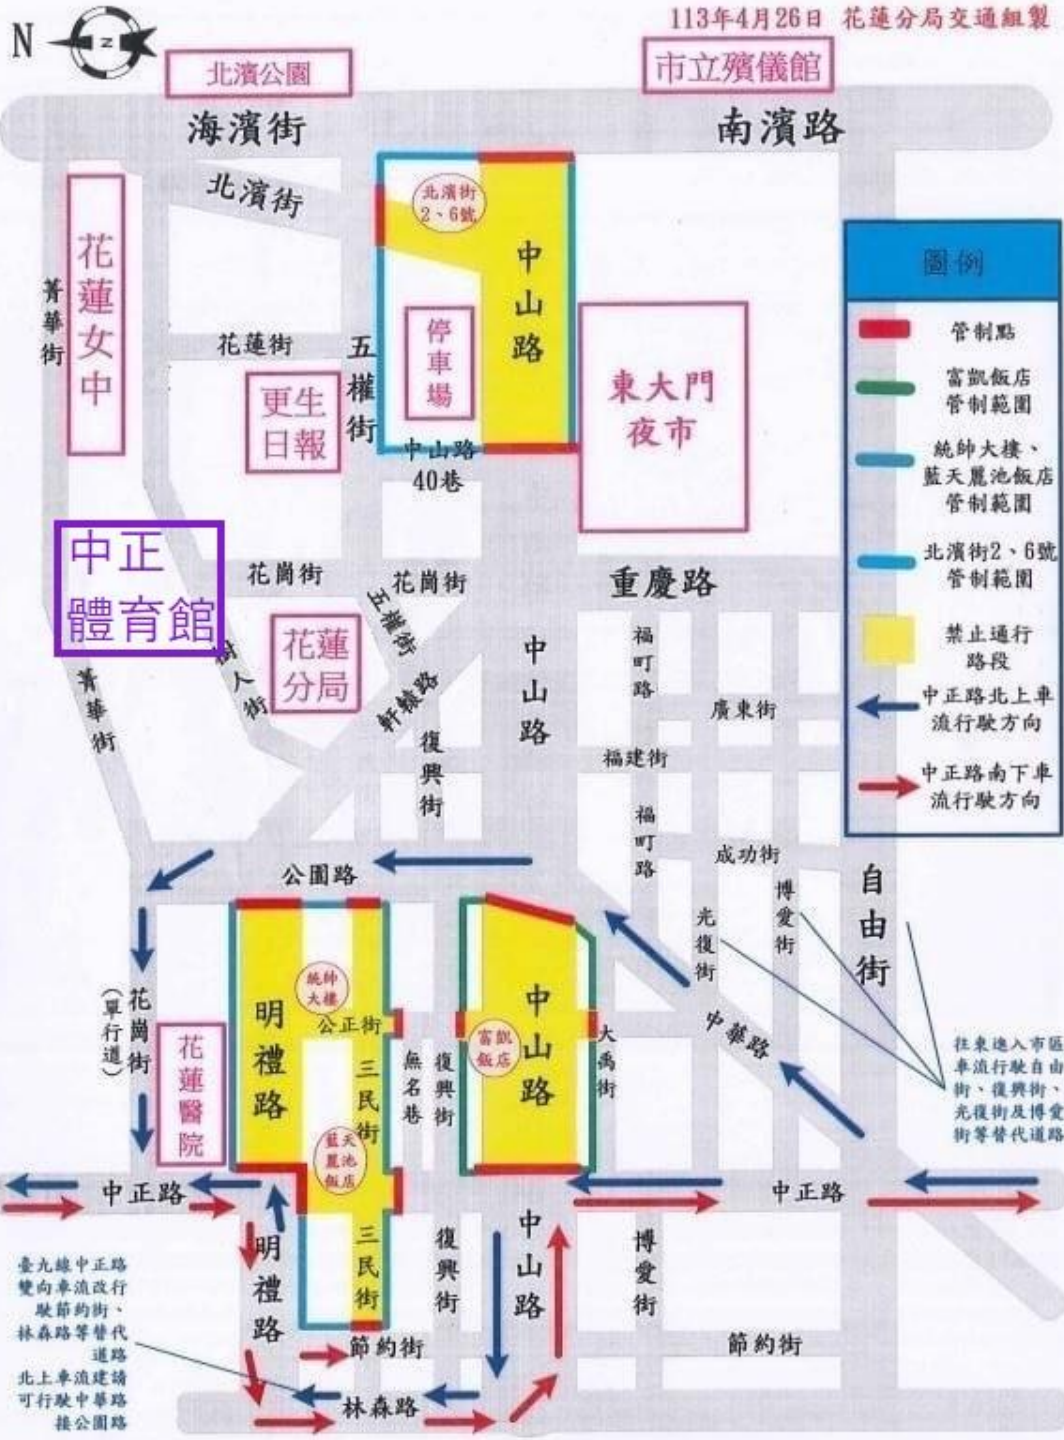 113年4月26日 花蓮分局交通組製
N
N
北濱公園
市立殯儀館
海濱街
南濱路
北濱街
北濱街
2、6號
花蓮女中
菁華街
中山路
花蓮街
五權街
停車場
更生
日報
東大門
夜市
中山路
40巷
圖例
管制點
富凱飯店
管制範圍
統帥大樓、
藍天麗池飯店
管制範圍
北濱街2、6號
管制範圍
禁止通行
路段
中正路北上車
流行駛方向
中正路南下車
流行駛方向
中正
體育館
花崗街
花崗街
重慶路
五權街
花蓮
分局
樹人街
軒轅路
菁華街
中山路
福町路
廣東街
復興街
福建街
福町路
成功街
公園路
自由街
博愛街
光復街
統帥
大樓
明禮路
公正街
中山路
富凱
飯店
大禹街
中華路
花崗街
(單行道)
花蓮醫院
三民街
無名巷
復興街
往東進入市區
車流行駛自由
街、復興街、
光復街及博愛
街等替代道路
藍天
麗池
飯店
中正路
中正路
明禮路
三民街
復興街
中山路
博愛街
臺九線中正路
雙向車流改行
駛節約街、
林森路等替代
道路
北上車流建請
可行駛中華路
接公園路
節約街
節約街
林森路